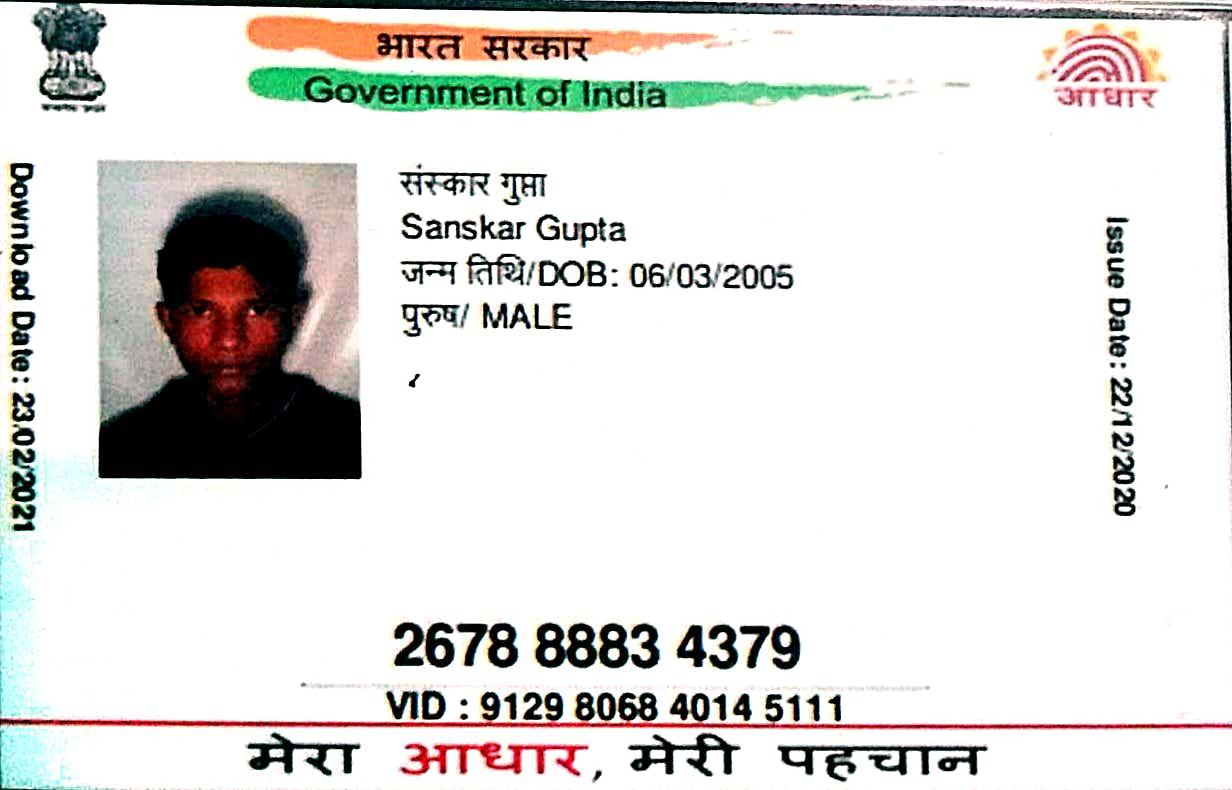 भारत सरकार
Government of India
आधार
Download Date: 23/02/2021
संस्कार गुप्ता
Sanskar Gupta
जन्म तिथि/DOB: 06/03/2005
पुरुष/ MALE
Issue Date: 22/12/2020
2678 8883 4379
VID : 9129 8068 4014 5111
मेरा आधार, मेरी पहचान